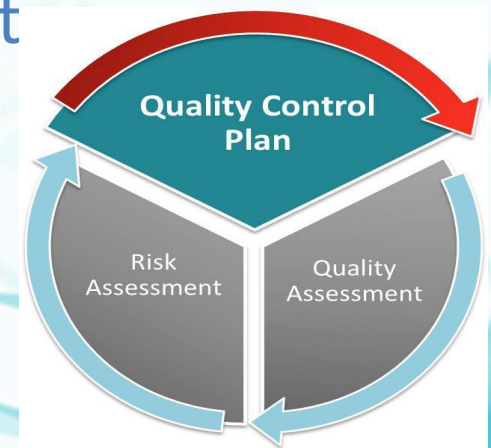 t
Quality Control
Plan
Risk
Assessment
Quality
Assessment